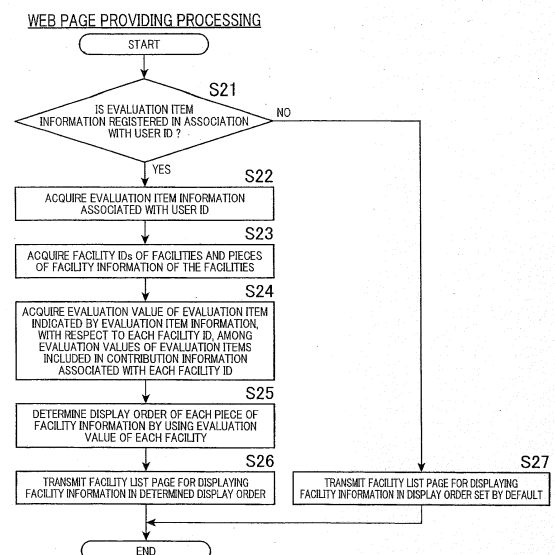 WEB PAGE PROVIDING PROCESSING
START
S21
IS EVALUATION ITEM
INFORMATION REGISTERED IN ASSOCIATION
WITH USER ID ?
NO
YES
S22
ACQUIRE EVALUATION ITEM INFORMATION
ASSOCIATED WITH USER ID
S23
ACQUIRE FACILITY IDs OF FACILITIES AND PIECES
OF FACILITY INFORMATION OF THE FACILITIES
S24
ACQUIRE EVALUATION VALUE OF EVALUATION ITEM
INDICATED BY EVALUATION ITEM INFORMATION,
WITH RESPECT TO EACH FACILITY ID, AMONG
EVALUATION VALUES OF EVALUATION ITEMS
INCLUDED IN CONTRIBUTION INFORMATION
ASSOCIATED WITH EACH FACILITY ID
S25
DETERMINE DISPLAY ORDER OF EACH PIECE OF
FACILITY INFORMATION BY USING EVALUATION
VALUE OF EACH FACILITY
S26
TRANSMIT FACILITY LIST PAGE FOR DISPLAYING
FACILITY INFORMATION IN DETERMINED DISPLAY ORDER
S27
TRANSMIT FACILITY LIST PAGE FOR DISPLAYING
FACILITY INFORMATION IN DISPLAY ORDER SET BY DEFAULT
END